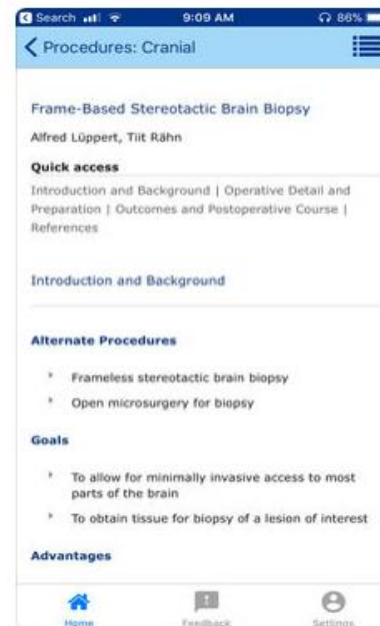 Search 9:09 AM 86%
Procedures: Cranial
Frame-Based Stereotactic Brain Biopsy
Alfred Lüppert, Tiit Rähn
Quick access
Introduction and Background | Operative Detail and
Preparation | Outcomes and Postoperative Course |
References
Introduction and Background
Alternate Procedures
Frameless stereotactic brain biopsy
Open microsurgery for biopsy
Goals
To allow for minimally invasive access to most
parts of the brain
To obtain tissue for biopsy of a lesion of interest
Advantages
Home Feedback Settings